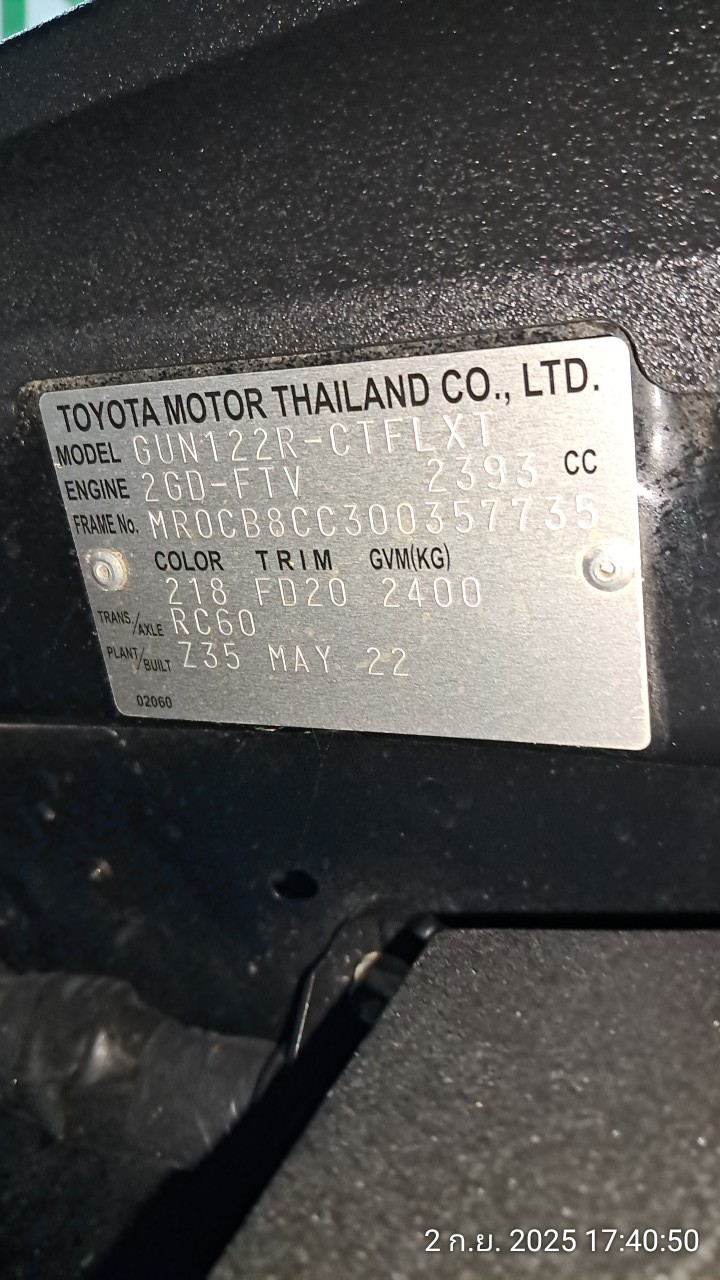 TOYOTA MOTOR THAILAND CO., LTD.
MODEL GUN122R-CTFLXT
ENGINE 2GD-FTV 2393 CC
FRAME No. MR0CB8CC300357735
COLOR TRIM GVM(KG)
218 FD20 2400
TRANS./AXLE RC60
PLANT/BUILT Z35 MAY 22
02060
2 ก.ย. 2025 17:40:50